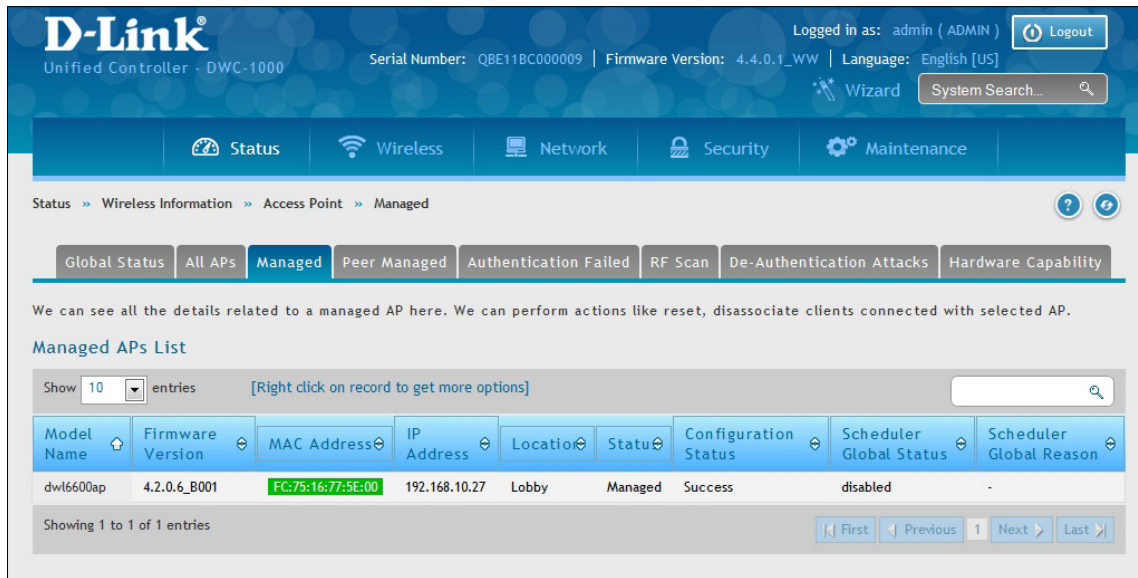 D-Link®
Logged in as: admin ( ADMIN ) Logout
Unified Controller - DWC-1000
Serial Number: QBE11BC000009 | Firmware Version: 4.4.0.1_WW | Language: English [US]
Wizard System Search...
Status Wireless Network Security Maintenance
Status » Wireless Information » Access Point » Managed
?
Global Status All APs Managed Peer Managed Authentication Failed RF Scan De-Authentication Attacks Hardware Capability
We can see all the details related to a managed AP here. We can perform actions like reset, disassociate clients connected with selected AP.
Managed APs List
Show 10 entries [Right click on record to get more options]
Model Name Firmware Version MAC Address IP Address Location Status Configuration Status Scheduler Global Status Scheduler Global Reason
dwl6600ap 4.2.0.6_B001 FC:75:16:77:5E:00 192.168.10.27 Lobby Managed Success disabled -
Showing 1 to 1 of 1 entries
First Previous 1 Next Last